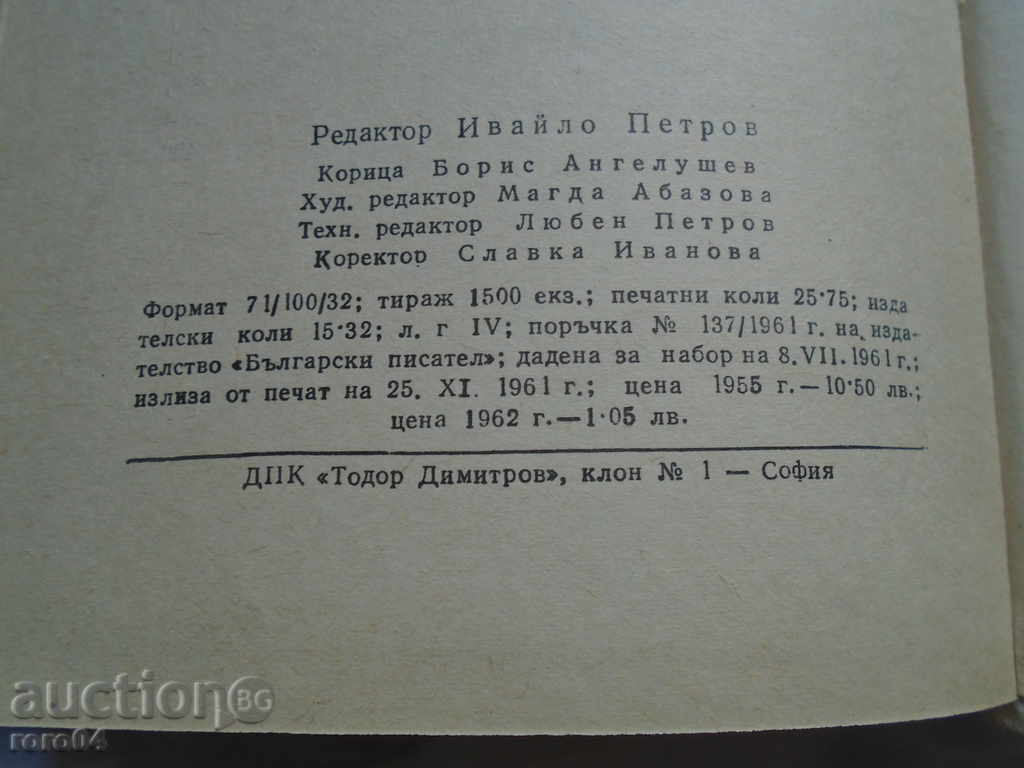 Редактор Ивайло Петров
Корица Борис Ангелушев
Худ. редактор Магда Абазова
Техн. редактор Любен Петров
Коректор Славка Иванова
Формат 71/100/32; тираж 1500 екз.; печатни коли 25·75; изда
телски коли 15·32; л. г IV; поръчка № 137/1961 г. на изда-
телство «Български писател»; дадена за набор на 8. VII. 1961 г.;
излиза от печат на 25. XI. 1961 г.; цена 1955 г. — 10·50 лв.;
цена 1962 г. — 1·05 лв.
ДПК «Тодор Димитров», клон № 1 — София
auction BG
roro04